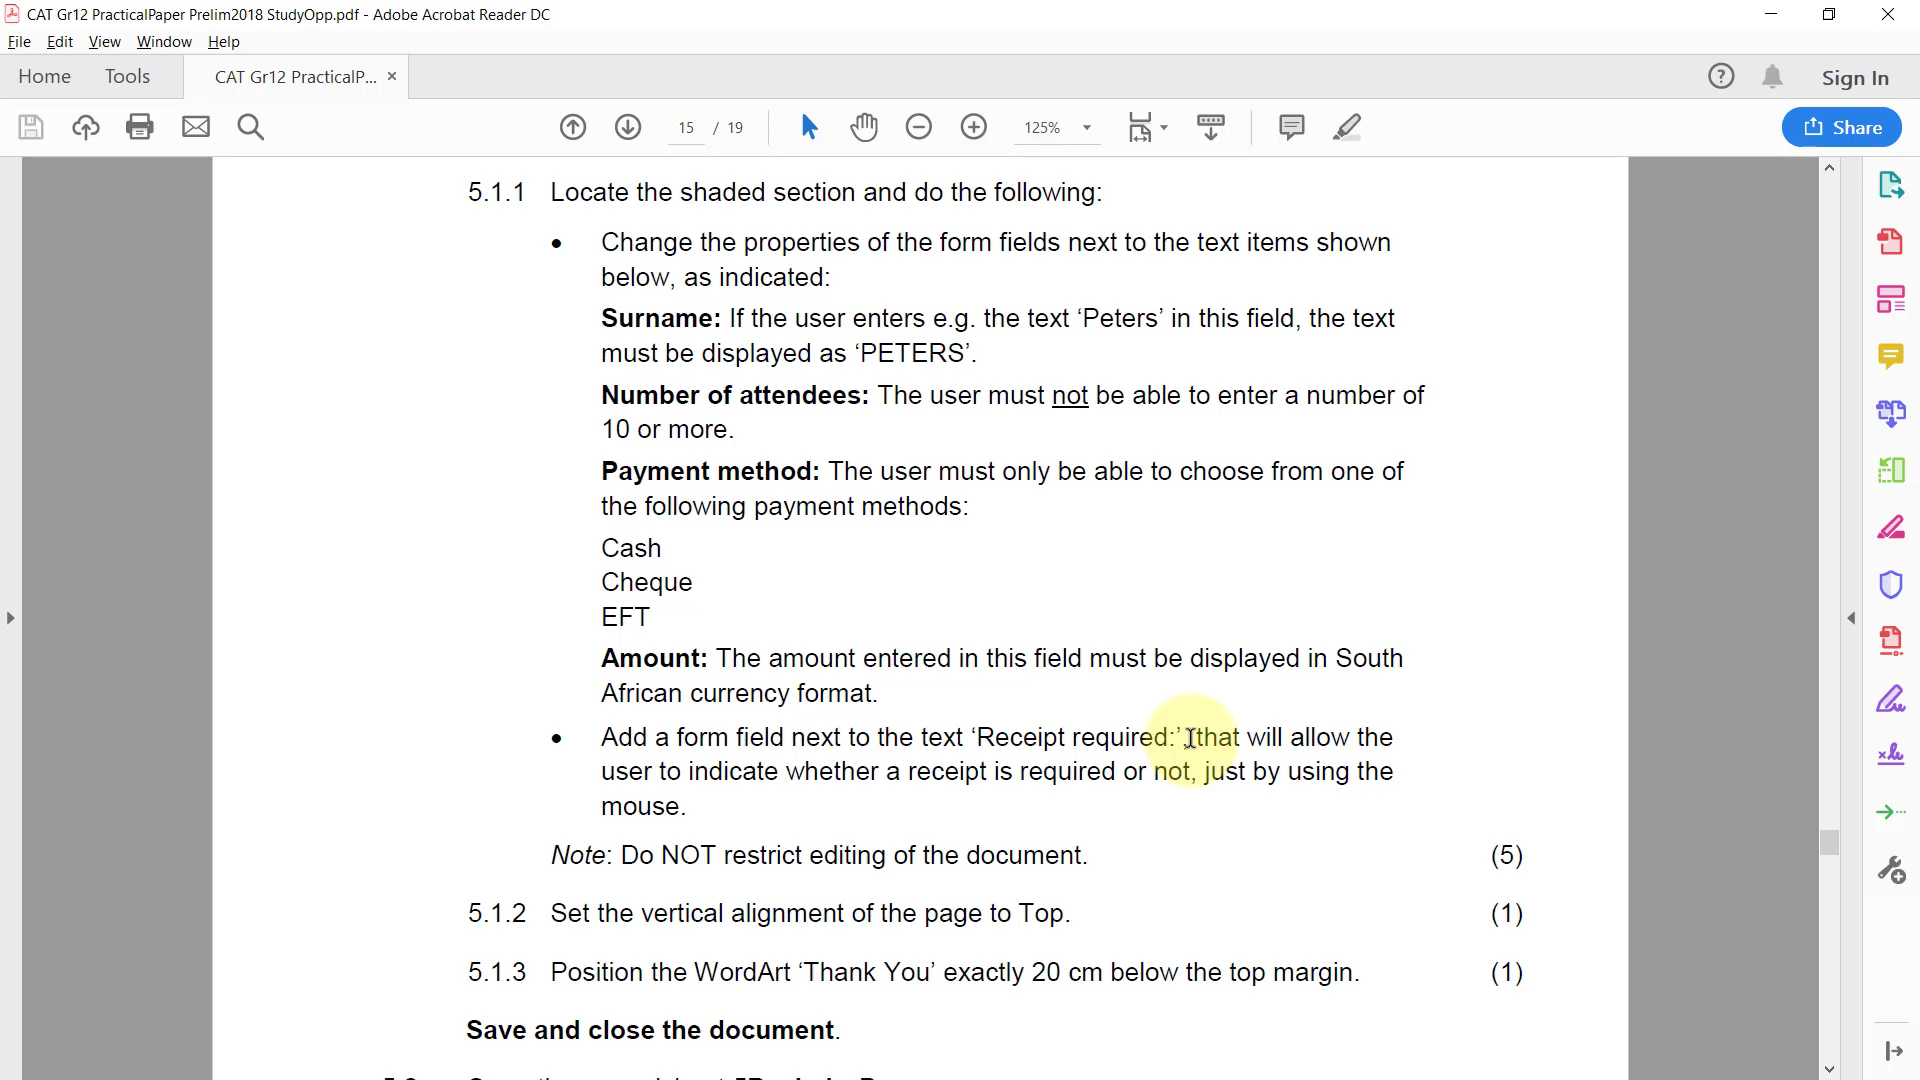 CAT Gr12 PracticalPaper Prelim2018 StudyOpp.pdf - Adobe Acrobat Reader DC
File Edit View Window Help
Home Tools CAT Gr12 PracticalP... × Sign In
15 / 19 125% Share
5.1.1 Locate the shaded section and do the following:
• Change the properties of the form fields next to the text items shown
below, as indicated:
Surname: If the user enters e.g. the text ‘Peters’ in this field, the text
must be displayed as ‘PETERS’.
Number of attendees: The user must not be able to enter a number of
10 or more.
Payment method: The user must only be able to choose from one of
the following payment methods:
Cash
Cheque
EFT
Amount: The amount entered in this field must be displayed in South
African currency format.
• Add a form field next to the text ‘Receipt required:’, that will allow the
user to indicate whether a receipt is required or not, just by using the
mouse.
Note: Do NOT restrict editing of the document. (5)
5.1.2 Set the vertical alignment of the page to Top. (1)
5.1.3 Position the WordArt ‘Thank You’ exactly 20 cm below the top margin. (1)
Save and close the document.